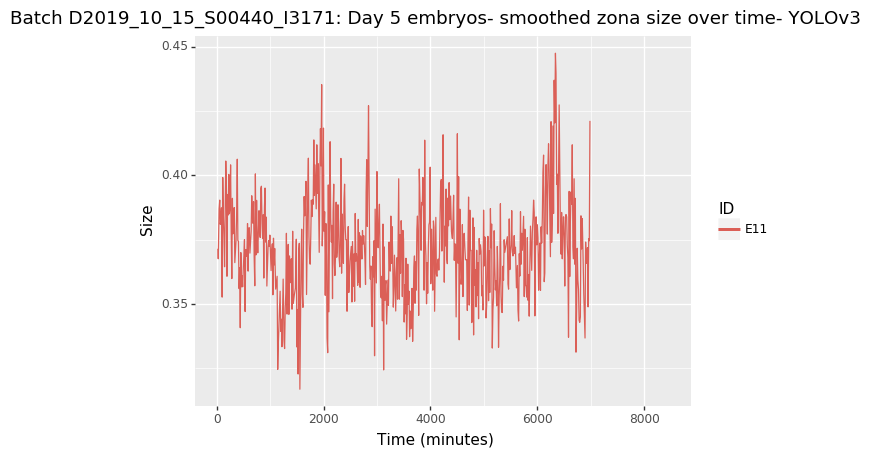 Batch D2019_10_15_S00440_I3171: Day 5 embryos- smoothed zona size over time- YOLOv3
0.45
0.40
0.35
Size
0
2000
4000
6000
8000
Time (minutes)
ID
E11